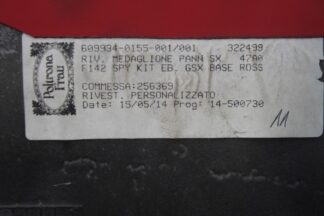 Poltrona
Frau
609934-0155-001/001 322499
RIV. MEDAGLIONE PANN SX 47A0
F142 SPY KIT EB. GSX BASE ROSS
COMMESSA:256369
RIVEST. PERSONALIZZATO
Date: 15/05/14 Prog: 14-500730
11